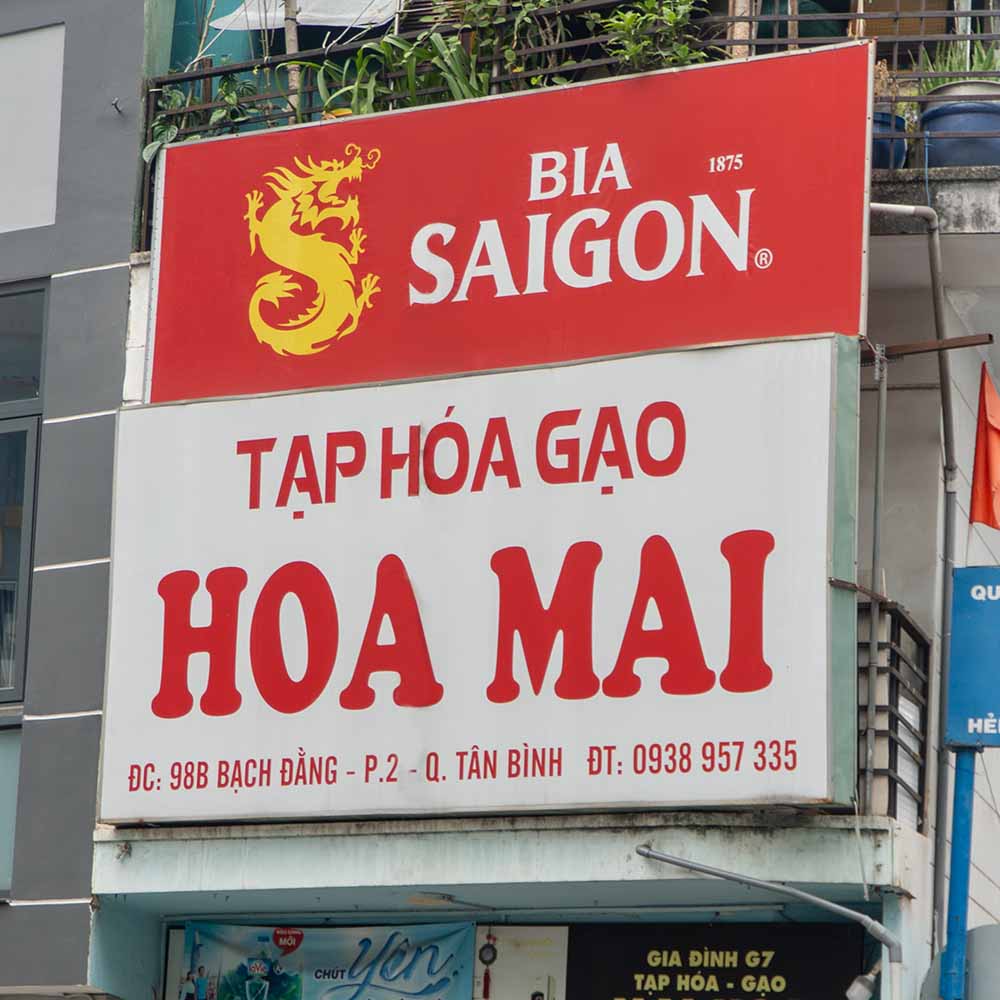 BIA 1875
SAIGON®
TẠP HÓA GẠO
HOA MAI
ĐC: 98B BẠCH ĐẰNG - P.2 - Q. TÂN BÌNH ĐT: 0938 957 335
QU
HẺ
MỚI
CHÚT Yến
GIA ĐÌNH G7
TẠP HÓA - GẠO